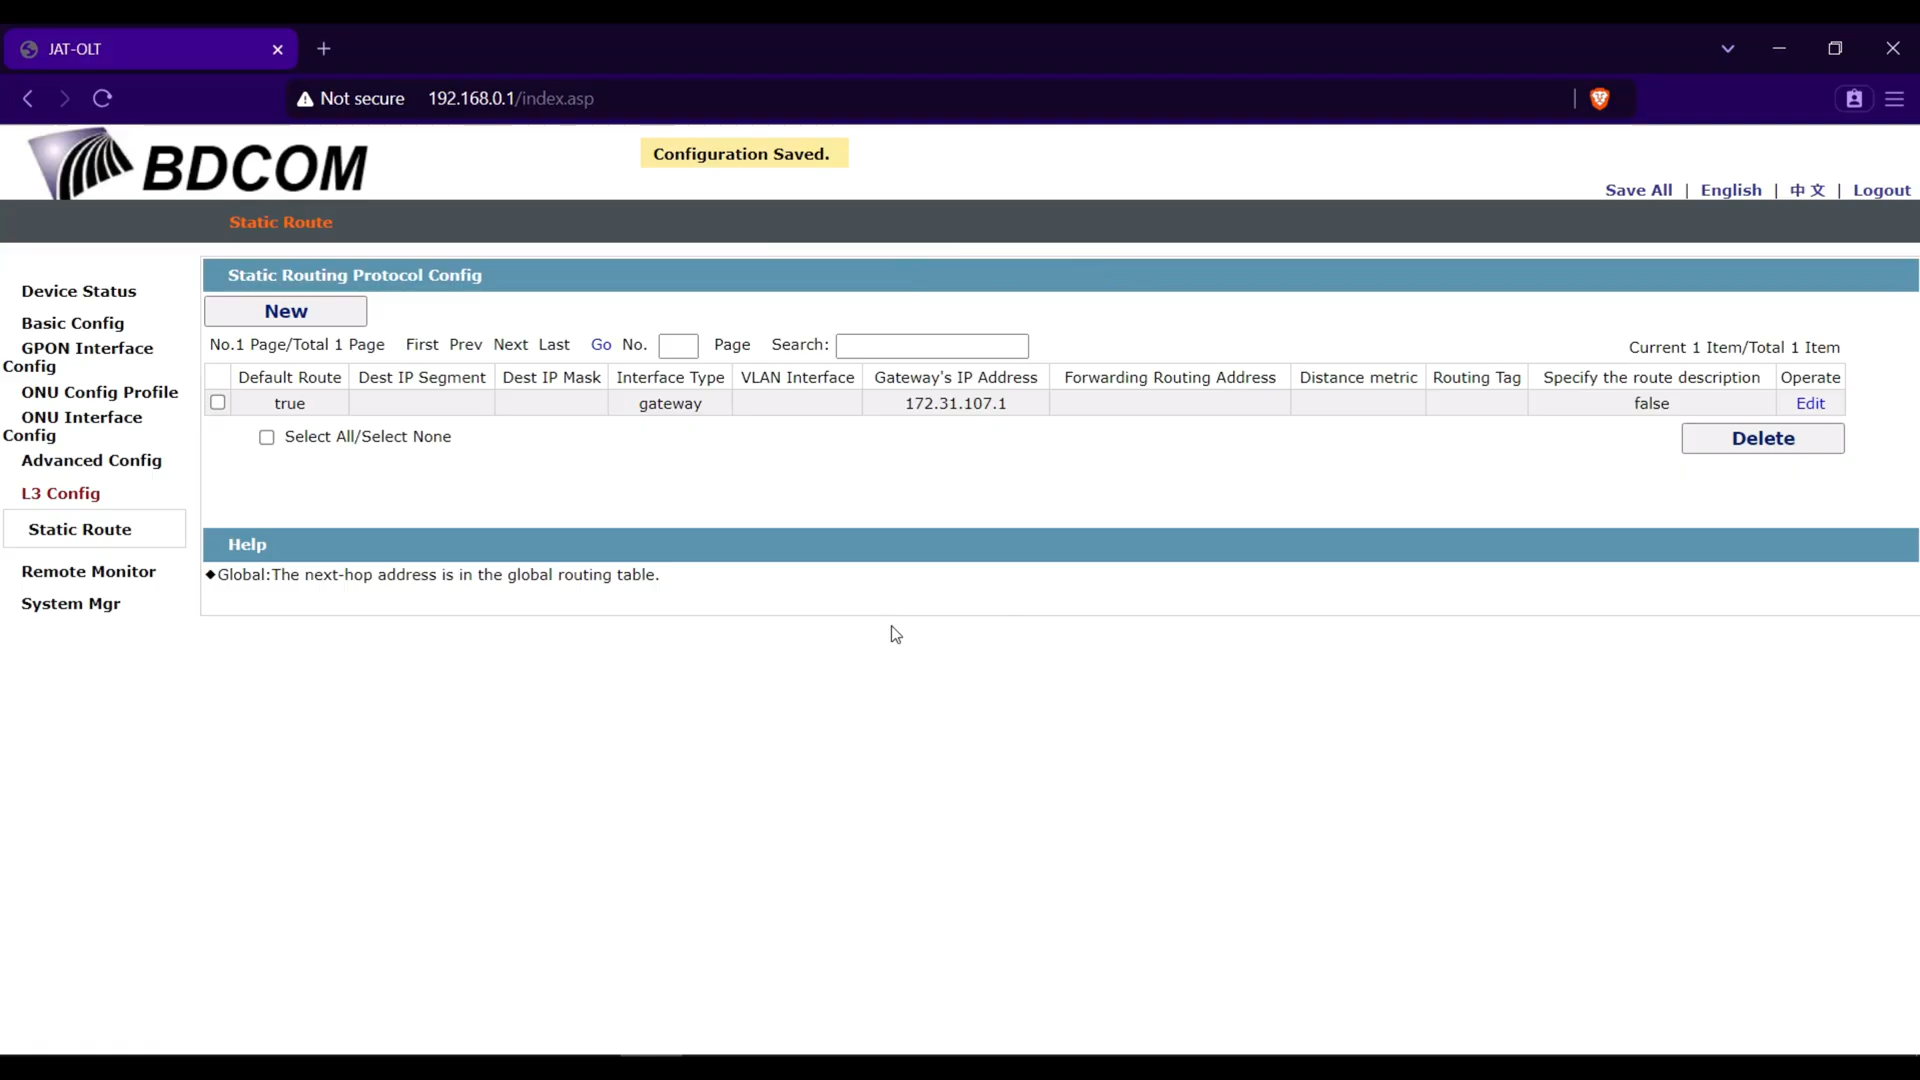 JAT-OLT
Not secure 192.168.0.1/index.asp
BDCOM
Configuration Saved.
Save All | English | 中 文 | Logout
Static Route
Device Status
Basic Config
GPON Interface
Config
ONU Config Profile
ONU Interface
Config
Advanced Config
L3 Config
Static Route
Remote Monitor
System Mgr
Static Routing Protocol Config
New
No.1 Page/Total 1 Page First Prev Next Last Go No. Page Search: Current 1 Item/Total 1 Item
Default Route Dest IP Segment Dest IP Mask Interface Type VLAN Interface Gateway's IP Address Forwarding Routing Address Distance metric Routing Tag Specify the route description Operate
true gateway 172.31.107.1 false Edit
Select All/Select None Delete
Help
◆Global:The next-hop address is in the global routing table.